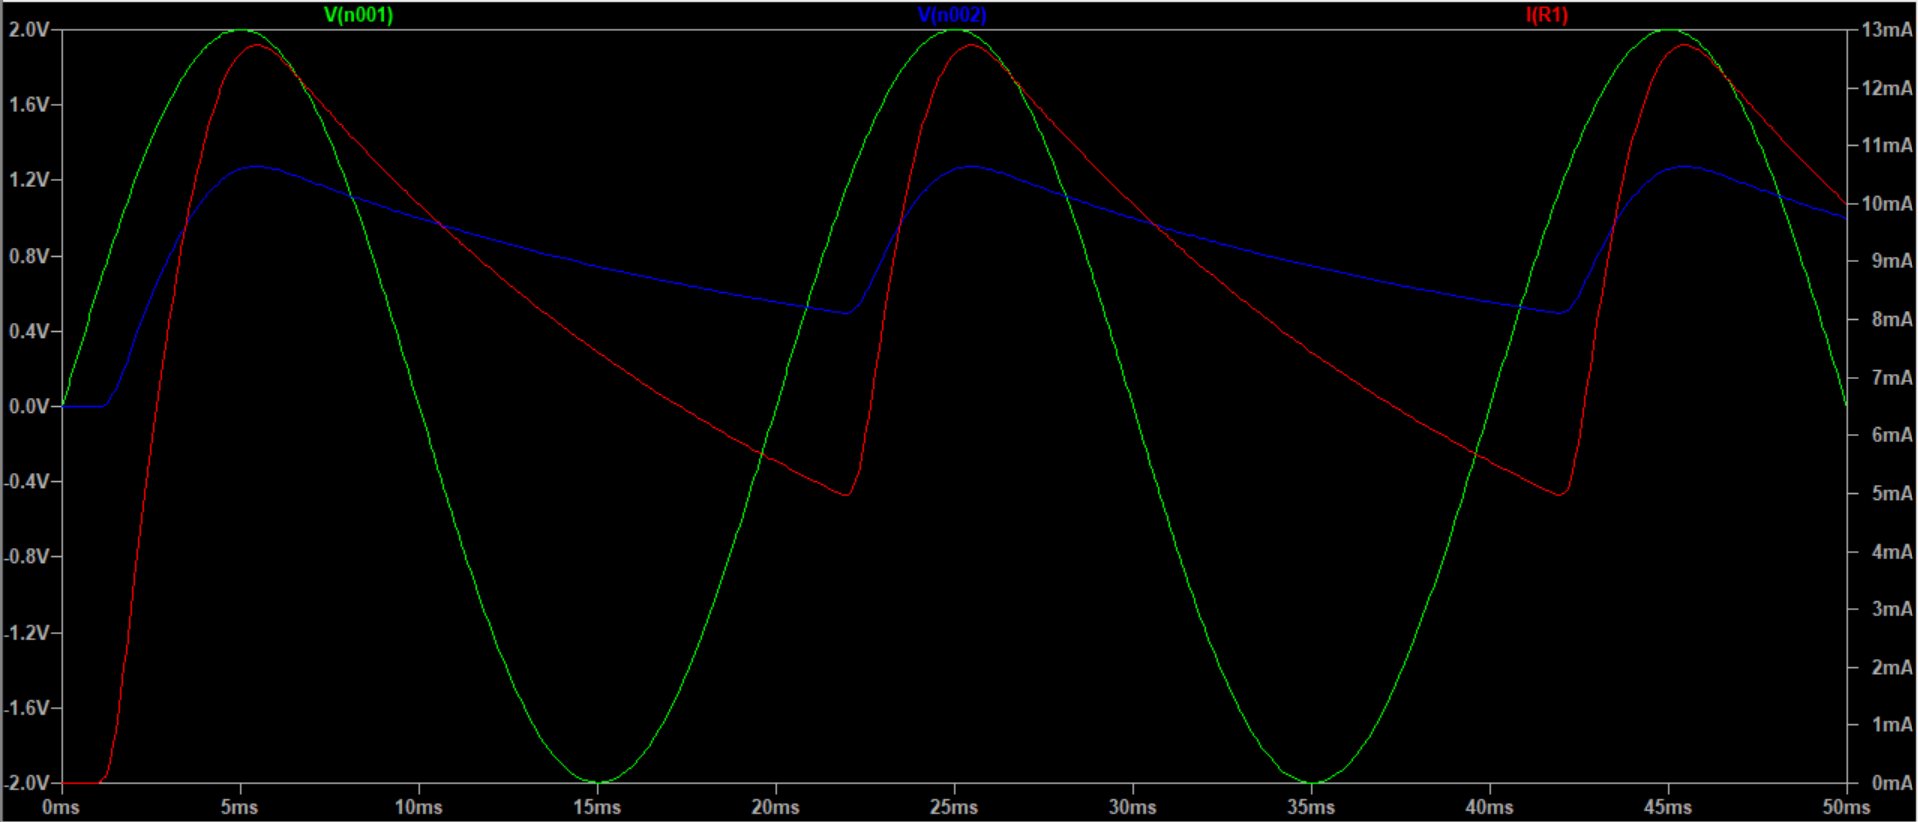 V(n001) V(n002) I(R1)
2.0V 13mA
1.6V 12mA
1.2V 11mA
0.8V 10mA
0.4V 9mA
0.0V 8mA
-0.4V 7mA
-0.8V 6mA
-1.2V 5mA
-1.6V 4mA
-2.0V 3mA
2mA
1mA
0mA
0ms 5ms 10ms 15ms 20ms 25ms 30ms 35ms 40ms 45ms 50ms